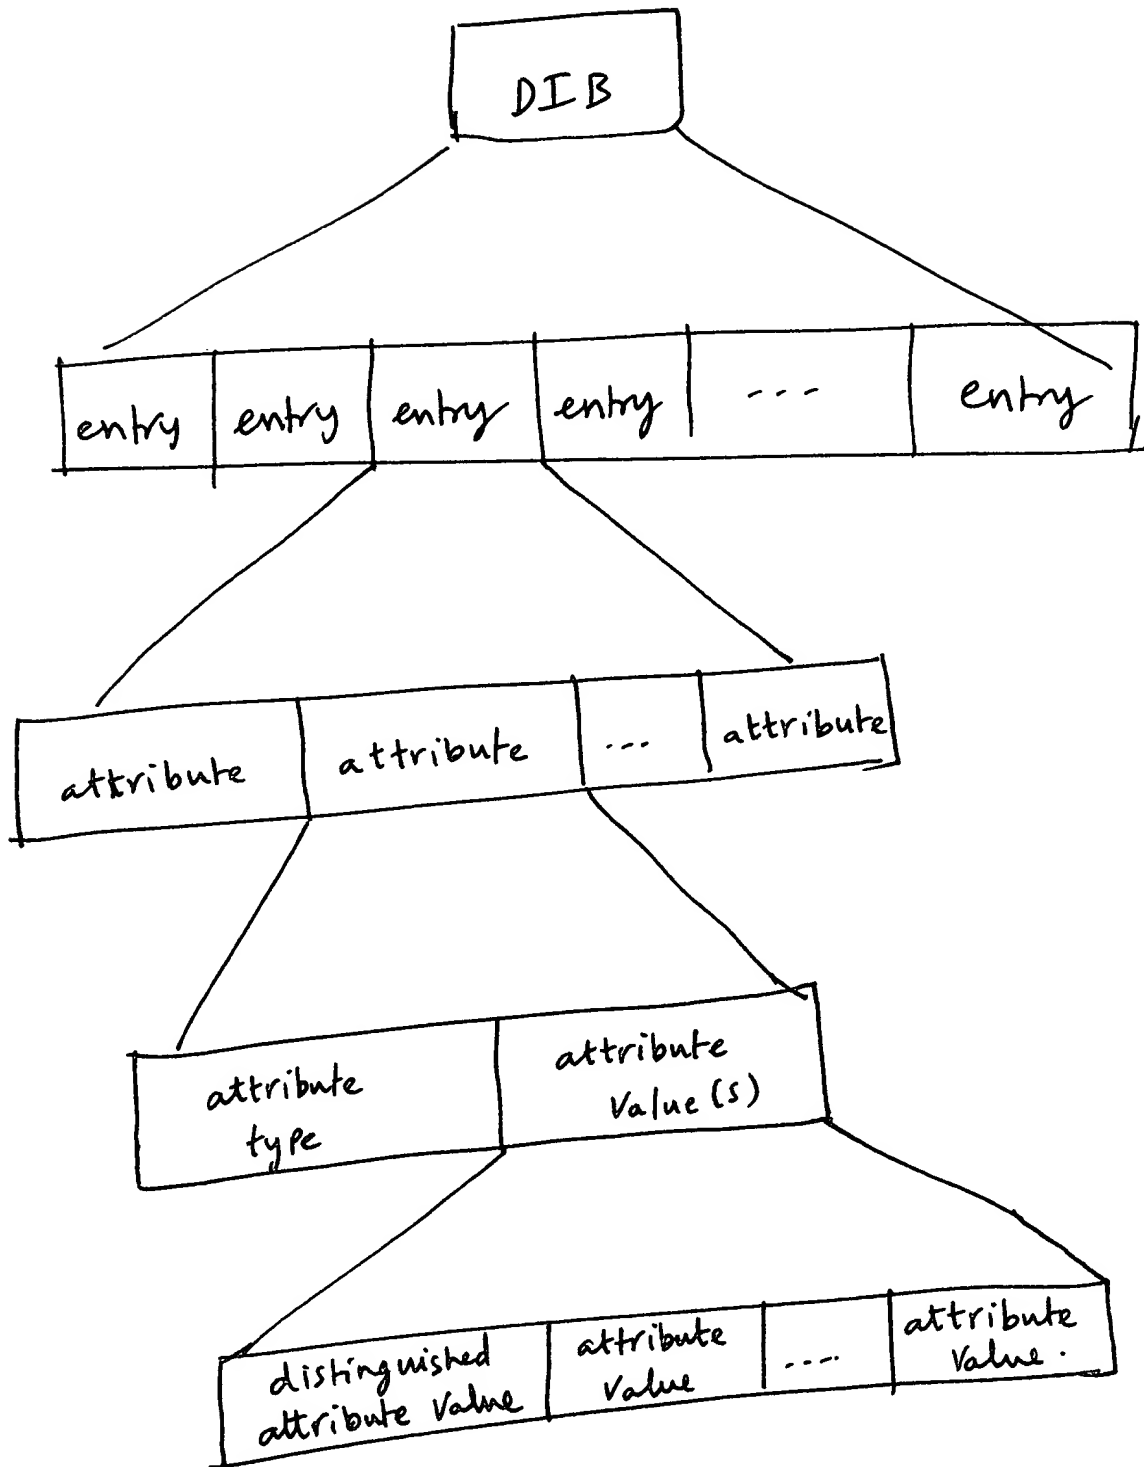 DIB
entry entry entry entry --- entry
attribute attribute --- attribute
attribute
type
attribute
value(s)
distinguished
attribute value
attribute
value
....
attribute
value.